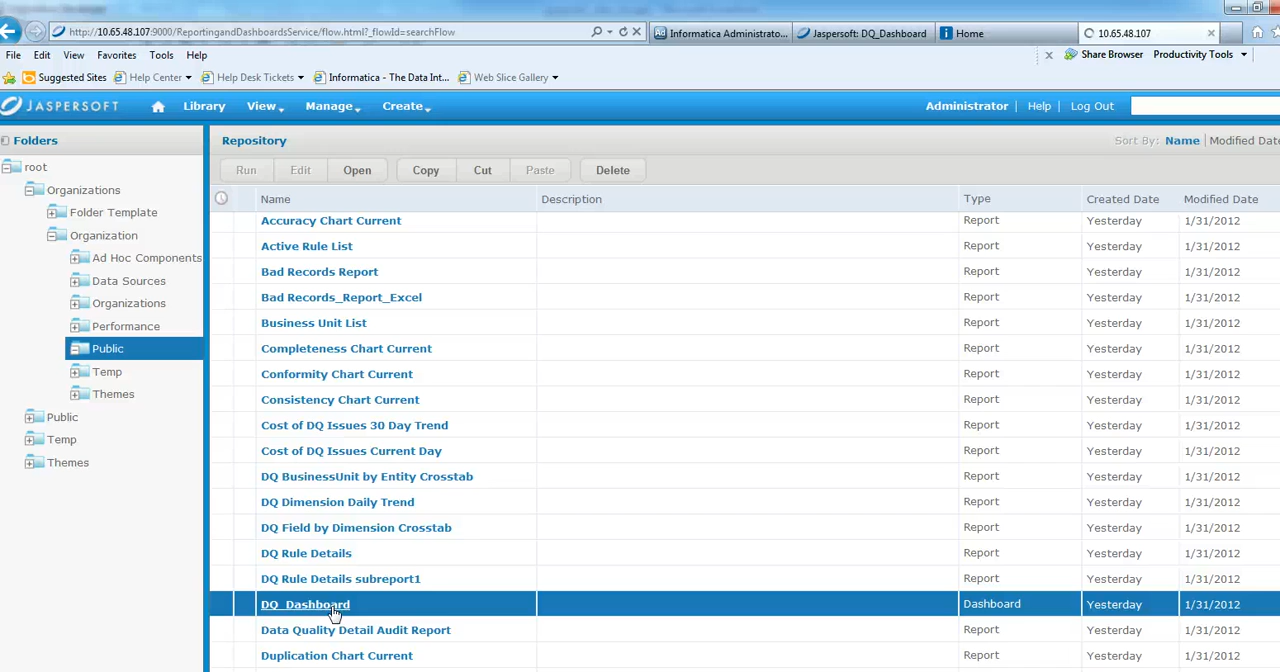 http://10.65.48.107:9000/ReportingandDashboardsService/flow.html?_flowId=searchFlow
Informatica Administrato...
Jaspersoft: DQ_Dashboard
Home
10.65.48.107
File Edit View Favorites Tools Help
Share Browser Productivity Tools
Suggested Sites Help Center Help Desk Tickets Informatica - The Data Int... Web Slice Gallery
JASPERSOFT Library View Manage Create Administrator Help Log Out
Folders
Repository
Sort By: Name Modified Date
root
Organizations
Folder Template
Organization
Ad Hoc Components
Data Sources
Organizations
Performance
Public
Temp
Themes
Public
Temp
Themes
Run Edit Open Copy Cut Paste Delete
Name Description Type Created Date Modified Date
Accuracy Chart Current Report Yesterday 1/31/2012
Active Rule List Report Yesterday 1/31/2012
Bad Records Report Report Yesterday 1/31/2012
Bad Records_Report_Excel Report Yesterday 1/31/2012
Business Unit List Report Yesterday 1/31/2012
Completeness Chart Current Report Yesterday 1/31/2012
Conformity Chart Current Report Yesterday 1/31/2012
Consistency Chart Current Report Yesterday 1/31/2012
Cost of DQ Issues 30 Day Trend Report Yesterday 1/31/2012
Cost of DQ Issues Current Day Report Yesterday 1/31/2012
DQ BusinessUnit by Entity Crosstab Report Yesterday 1/31/2012
DQ Dimension Daily Trend Report Yesterday 1/31/2012
DQ Field by Dimension Crosstab Report Yesterday 1/31/2012
DQ Rule Details Report Yesterday 1/31/2012
DQ Rule Details subreport1 Report Yesterday 1/31/2012
DQ_Dashboard Dashboard Yesterday 1/31/2012
Data Quality Detail Audit Report Report Yesterday 1/31/2012
Duplication Chart Current Report Yesterday 1/31/2012